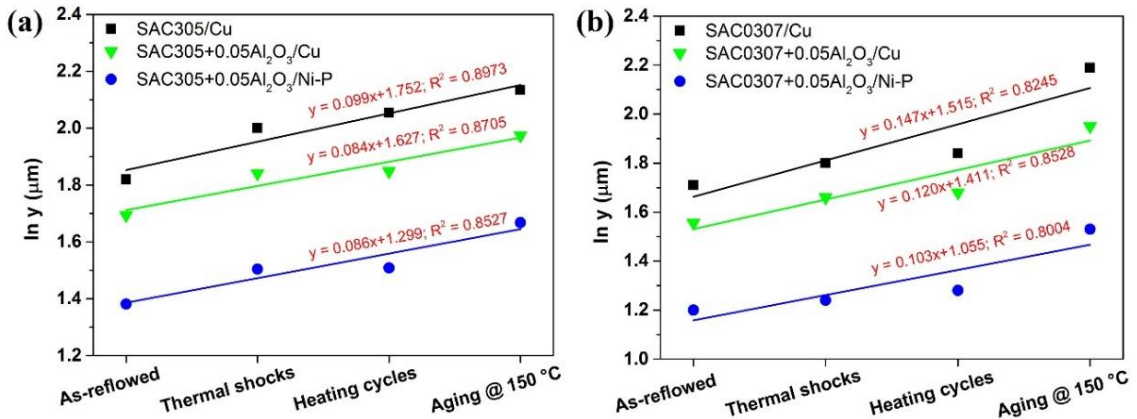 (a)
2.4
2.2
2.0
1.8
1.6
1.4
1.2
ln y (μm)
SAC305/Cu
SAC305+0.05Al₂O₃/Cu
SAC305+0.05Al₂O₃/Ni-P
y = 0.099x+1.752; R² = 0.8973
y = 0.084x+1.627; R² = 0.8705
y = 0.086x+1.299; R² = 0.8527
As-reflowed
Thermal shocks
Heating cycles
Aging @ 150 °C
(b)
2.4
2.2
2.0
1.8
1.6
1.4
1.2
1.0
ln y (μm)
SAC0307/Cu
SAC0307+0.05Al₂O₃/Cu
SAC0307+0.05Al₂O₃/Ni-P
y = 0.147x+1.515; R² = 0.8245
y = 0.120x+1.411; R² = 0.8528
y = 0.103x+1.055; R² = 0.8004
As-reflowed
Thermal shocks
Heating cycles
Aging @ 150 °C